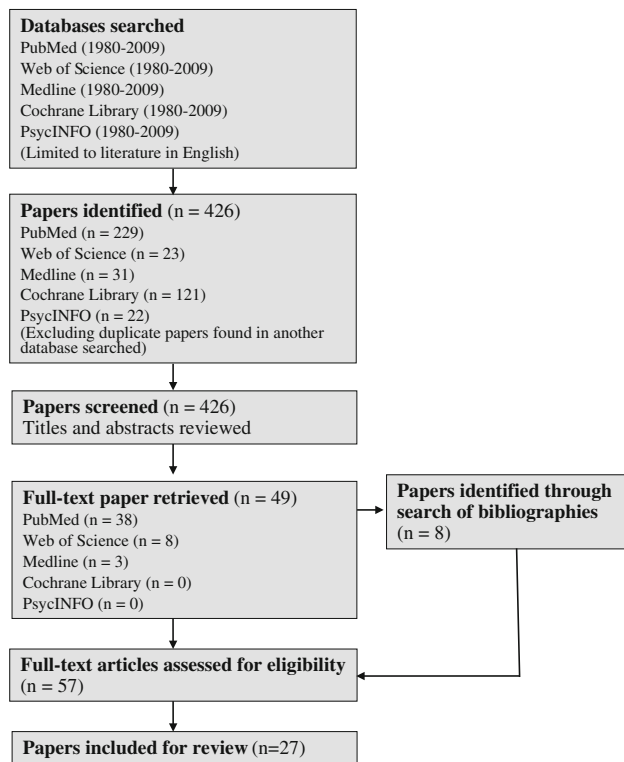 Databases searched
PubMed (1980-2009)
Web of Science (1980-2009)
Medline (1980-2009)
Cochrane Library (1980-2009)
PsycINFO (1980-2009)
(Limited to literature in English)
Papers identified (n = 426)
PubMed (n = 229)
Web of Science (n = 23)
Medline (n = 31)
Cochrane Library (n = 121)
PsycINFO (n = 22)
(Excluding duplicate papers found in another
database searched)
Papers screened (n = 426)
Titles and abstracts reviewed
Full-text paper retrieved (n = 49)
PubMed (n = 38)
Web of Science (n = 8)
Medline (n = 3)
Cochrane Library (n = 0)
PsycINFO (n = 0)
Papers identified through
search of bibliographies
(n = 8)
Full-text articles assessed for eligibility
(n = 57)
Papers included for review (n=27)